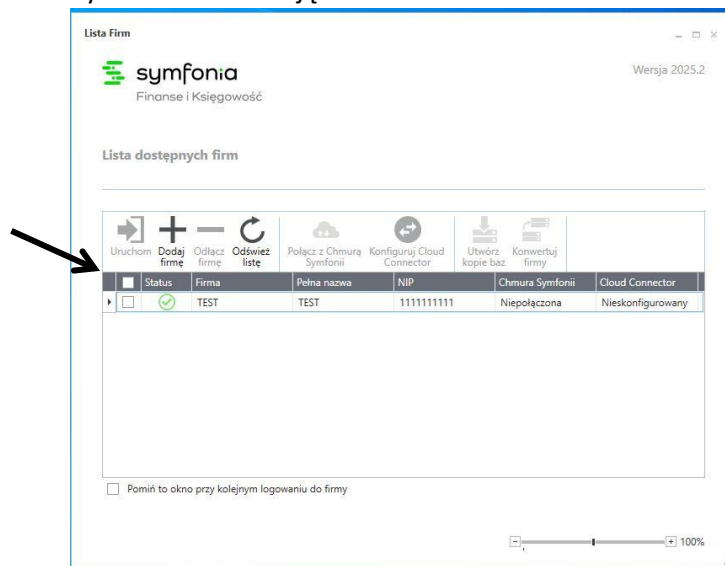 Lista Firm
symfonia
Wersja 2025.2
Finanse i Księgowość
Lista dostępnych firm
Uruchom Dodaj firmę Odłącz firmę Odśwież listę Połącz z Chmurą Symfonii Konfiguruj Cloud Connector Utwórz kopie baz Konwertuj firmy
Status Firma Pełna nazwa NIP Chmura Symfonii Cloud Connector
TEST TEST 1111111111 Niepołączona Nieskonfigurowany
Pomiń to okno przy kolejnym logowaniu do firmy
100%